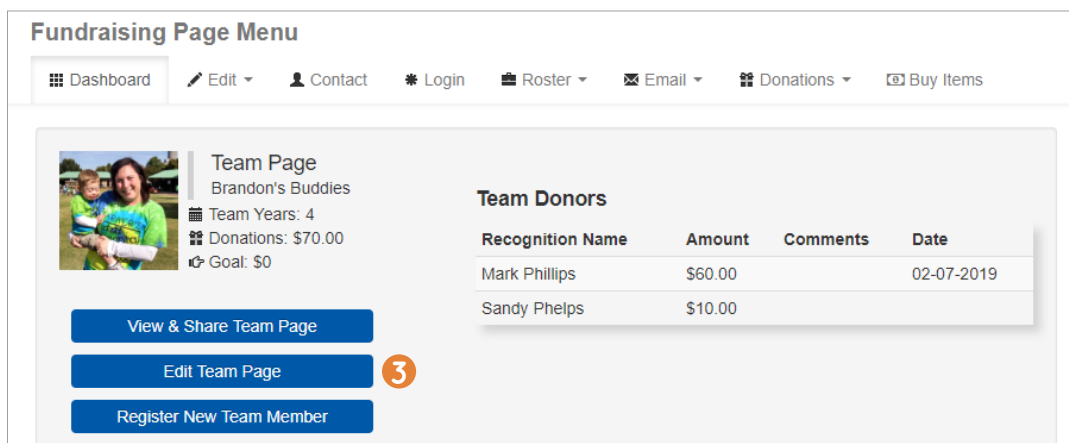 Fundraising Page Menu
Dashboard Edit Contact Login Roster Email Donations Buy Items
Team Page
Brandon's Buddies
Team Years: 4
Donations: $70.00
Goal: $0
View & Share Team Page
Edit Team Page 3
Register New Team Member
Team Donors
Recognition Name Amount Comments Date
Mark Phillips $60.00 02-07-2019
Sandy Phelps $10.00